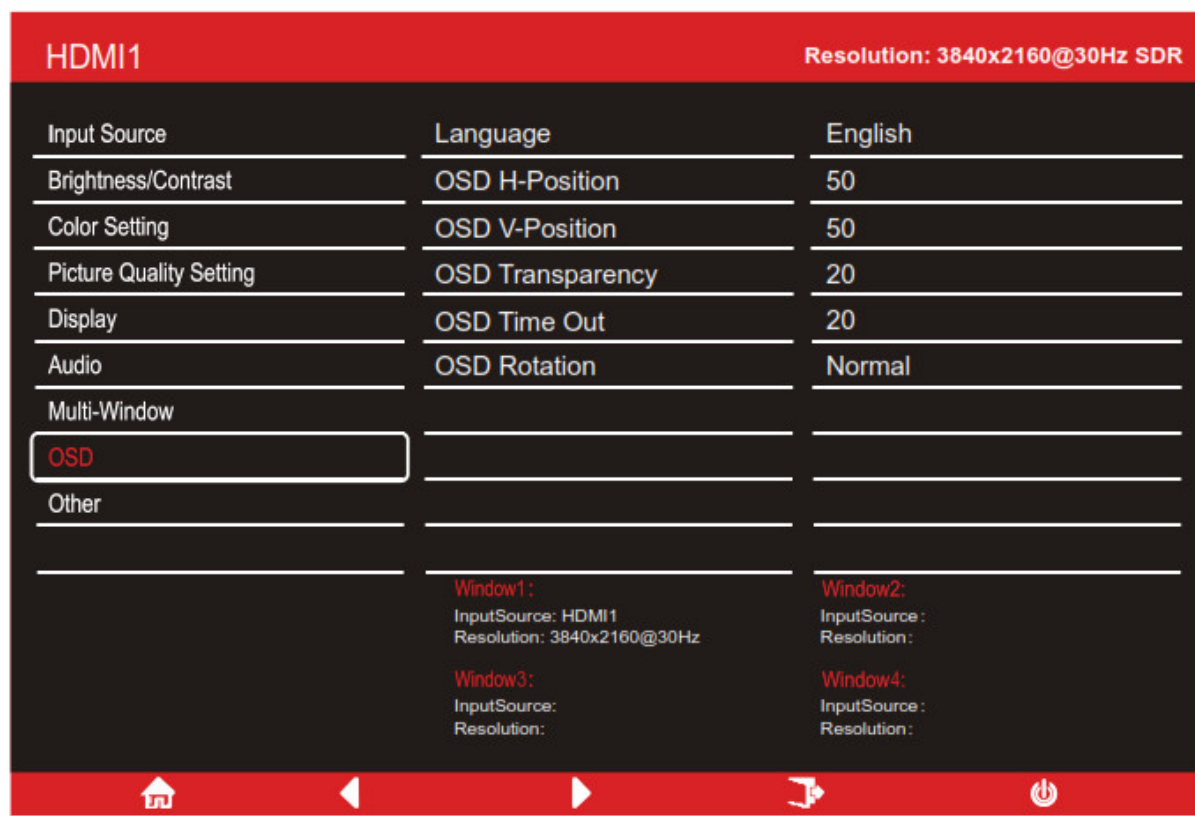 HDMI1
Resolution: 3840x2160@30Hz SDR
Input Source Language English
Brightness/Contrast OSD H-Position 50
Color Setting OSD V-Position 50
Picture Quality Setting OSD Transparency 20
Display OSD Time Out 20
Audio OSD Rotation Normal
Multi-Window
OSD
Other
Window1:
InputSource: HDMI1
Resolution: 3840x2160@30Hz
Window2:
InputSource:
Resolution:
Window3:
InputSource:
Resolution:
Window4:
InputSource:
Resolution: